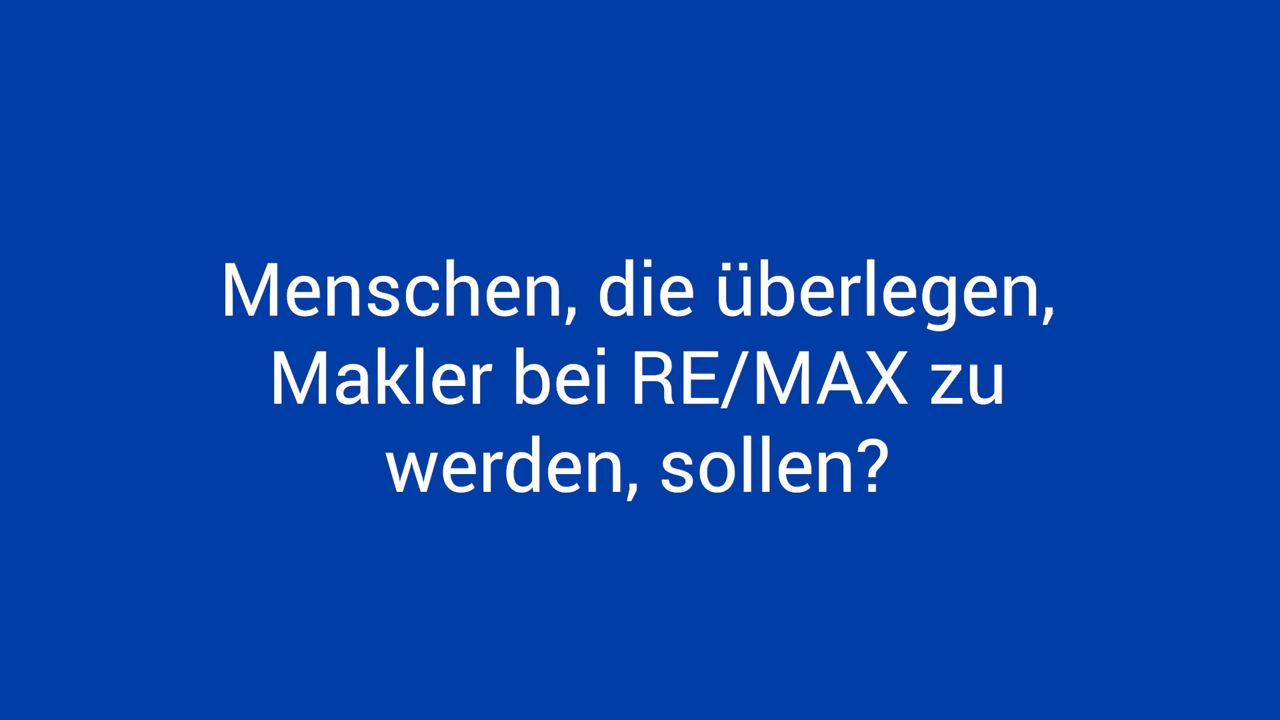 Menschen, die überlegen,
Makler bei RE/MAX zu
werden, sollen?